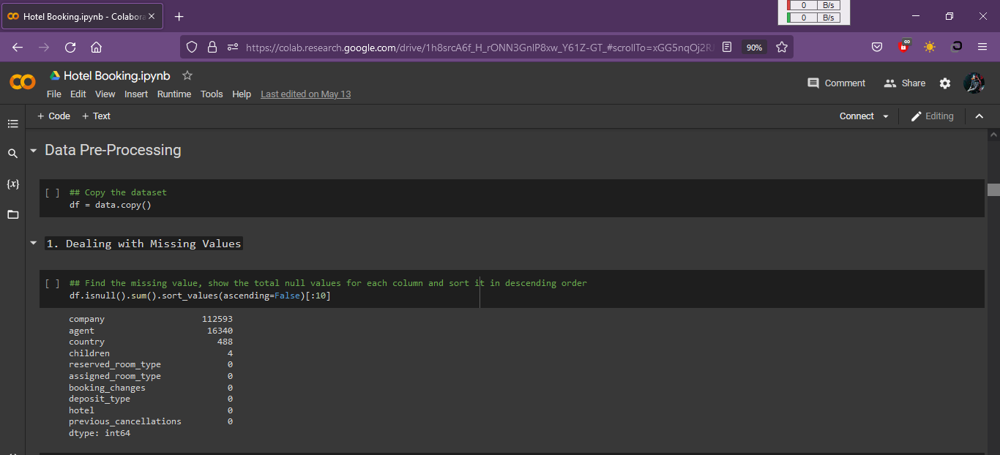 Hotel Booking.ipynb - Colabora
0 B/s
0 B/s
https://colab.research.google.com/drive/1h8srcA6f_H_rONN3GnIP8xw_Y61Z-GT_#scrollTo=xGG5nqOj2R
90%
Hotel Booking.ipynb
File Edit View Insert Runtime Tools Help Last edited on May 13
Comment Share
+ Code + Text
Connect Editing
Data Pre-Processing
[ ] ## Copy the dataset
df = data.copy()
1. Dealing with Missing Values
[ ] ## Find the missing value, show the total null values for each column and sort it in descending order
df.isnull().sum().sort_values(ascending=False)[:10]
company 112593
agent 16340
country 488
children 4
reserved_room_type 0
assigned_room_type 0
booking_changes 0
deposit_type 0
hotel 0
previous_cancellations 0
dtype: int64
{x}